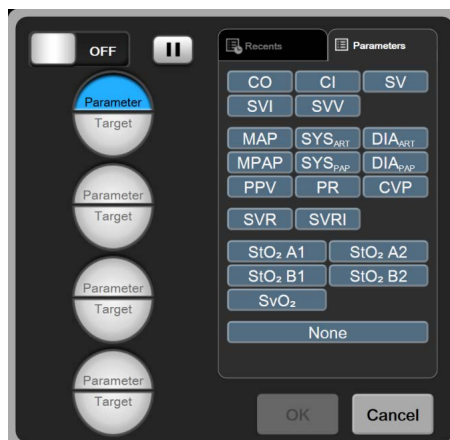 OFF
Recents
Parameters
Parameter
Target
Parameter
Target
Parameter
Target
Parameter
Target
CO CI SV
SVI SVV
MAP SYSART DIAART
MPAP SYSPAP DIAPAP
PPV PR CVP
SVR SVRI
StO₂ A1 StO₂ A2
StO₂ B1 StO₂ B2
SvO₂
None
OK Cancel